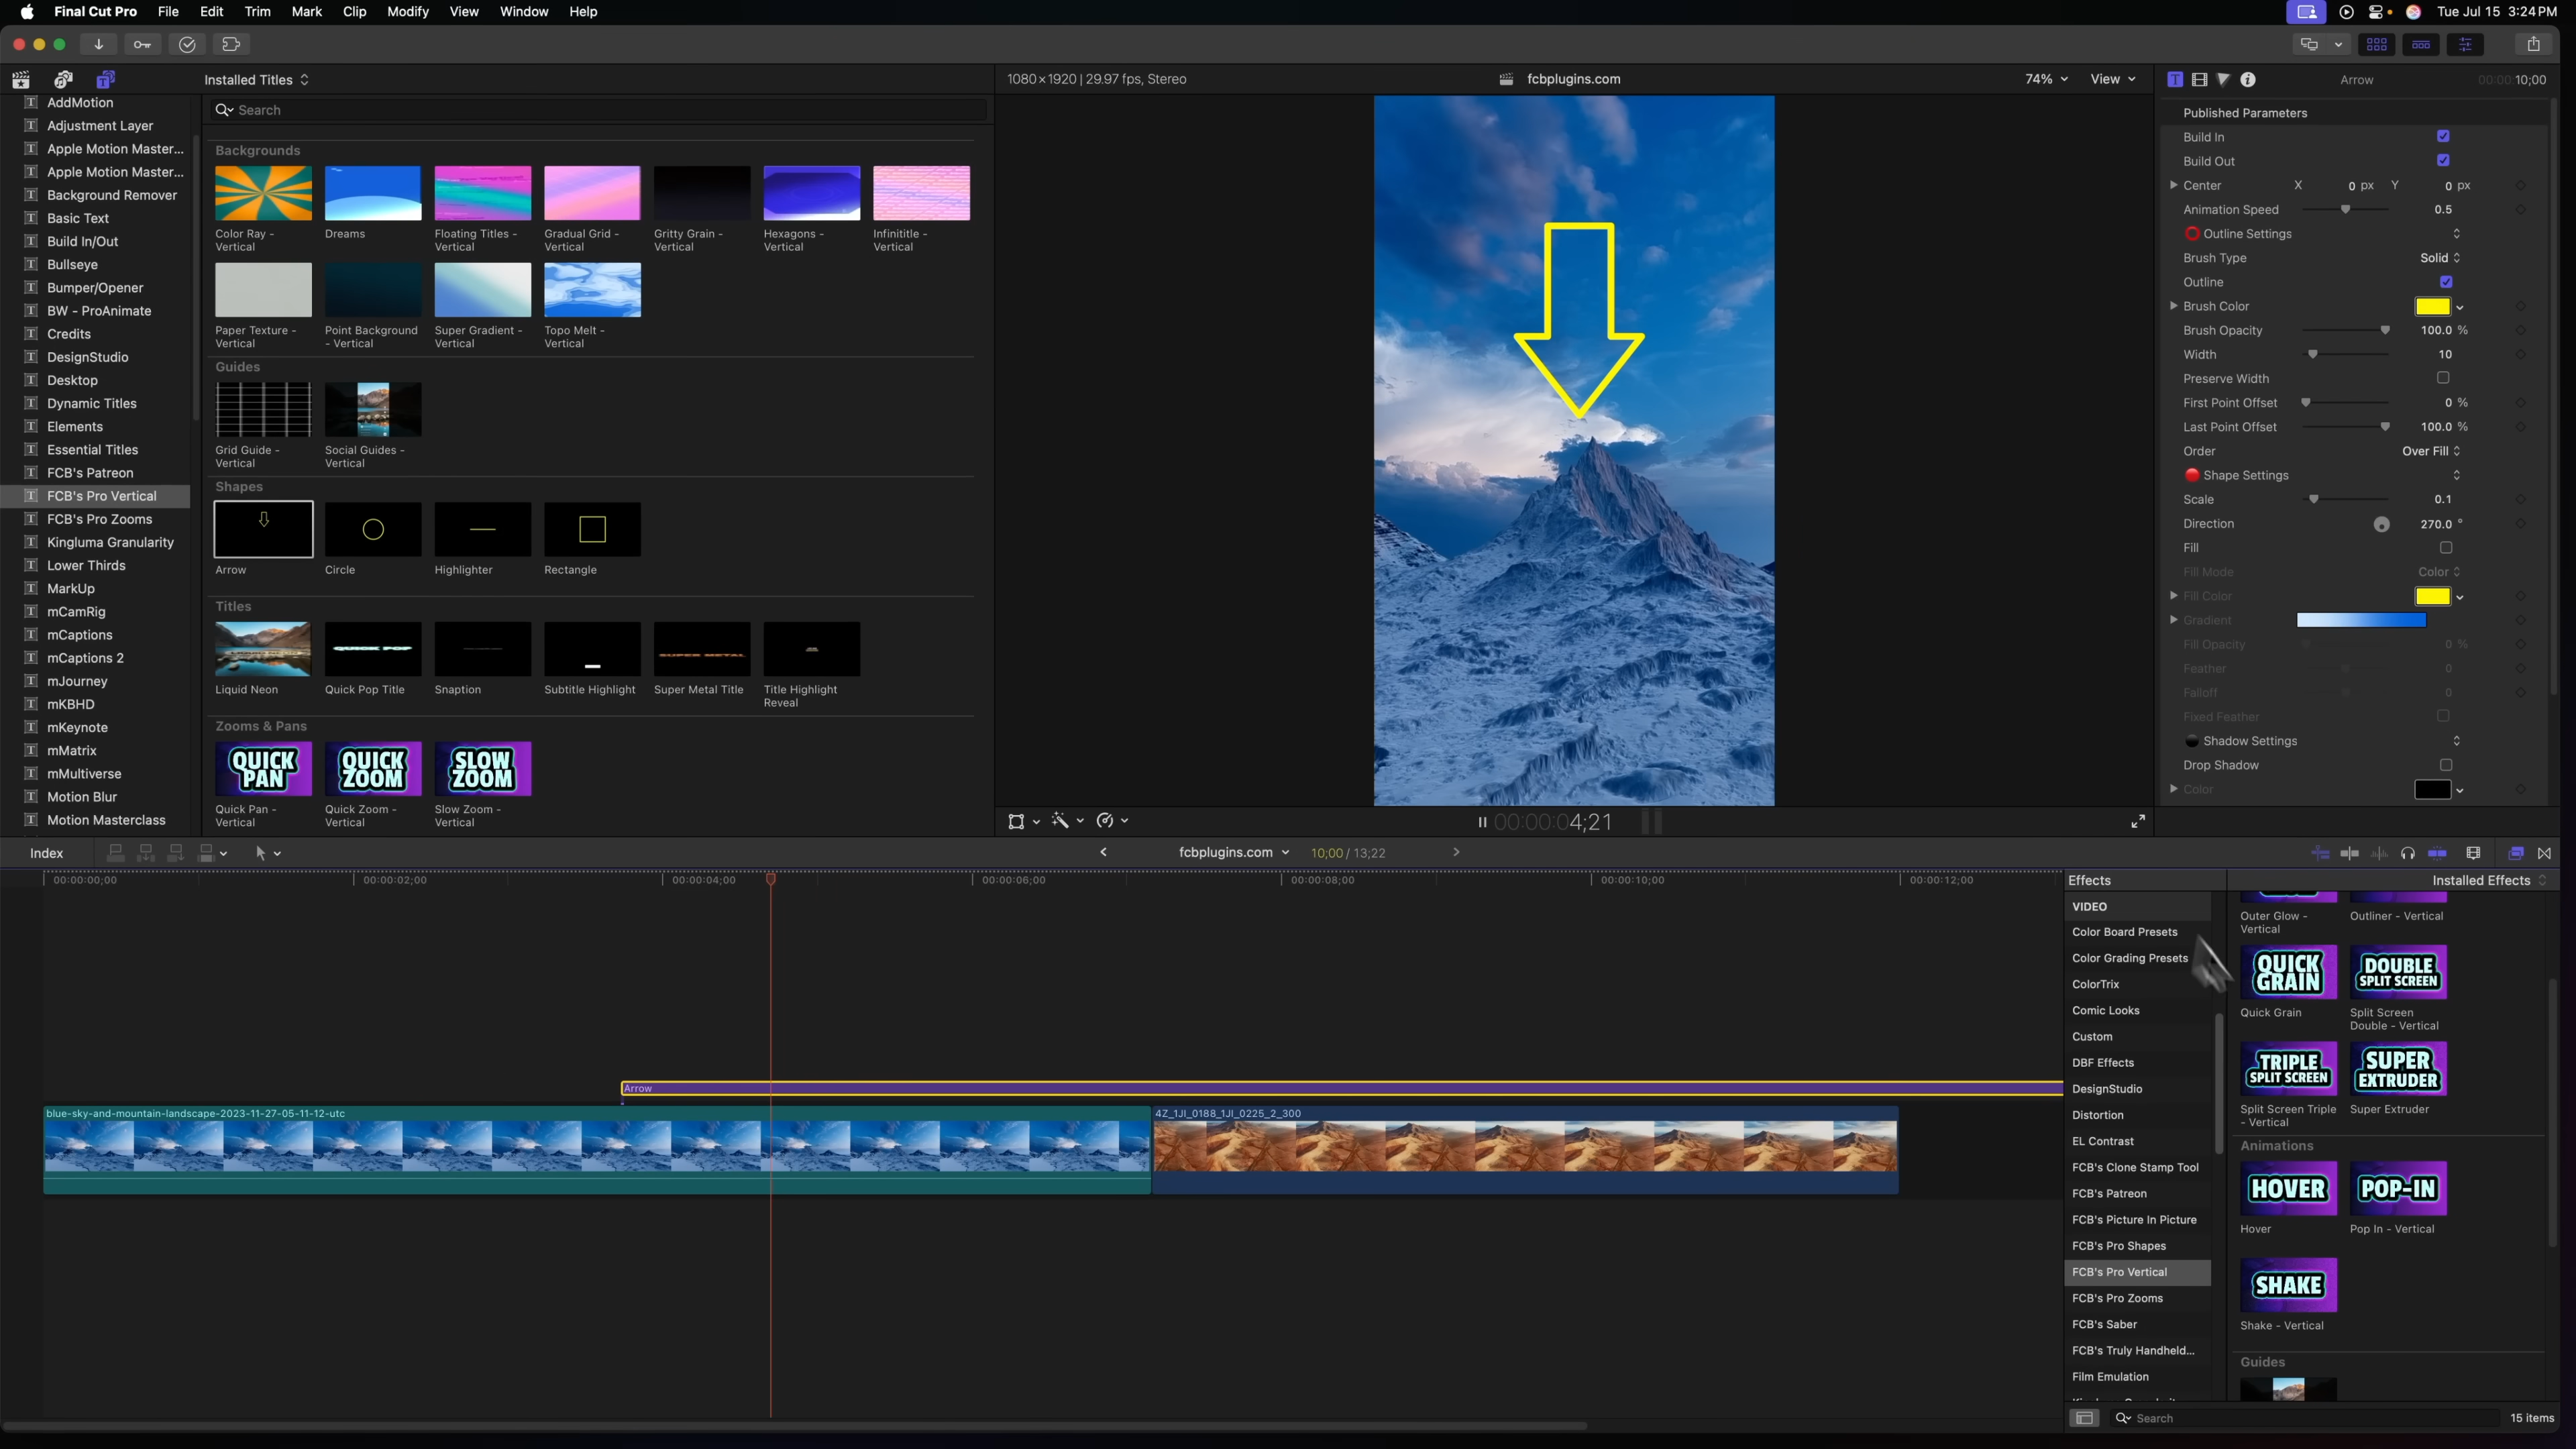 Final Cut Pro File Edit Trim Mark Clip Modify View Window Help
Tue Jul 15 3:24 PM
Installed Titles
AddMotion
Adjustment Layer
Apple Motion Master...
Apple Motion Master...
Background Remover
Basic Text
Build In/Out
Bullseye
Bumper/Opener
BW - ProAnimate
Credits
DesignStudio
Desktop
Dynamic Titles
Elements
Essential Titles
FCB's Patreon
FCB's Pro Vertical
FCB's Pro Zooms
Kingluma Granularity
Lower Thirds
MarkUp
mCamRig
mCaptions
mCaptions 2
mJourney
mKBHD
mKeynote
mMatrix
mMultiverse
Motion Blur
Motion Masterclass
Search
Backgrounds
Color Ray -
Vertical
Dreams
Floating Titles -
Vertical
Gradual Grid -
Vertical
Gritty Grain -
Vertical
Hexagons -
Vertical
Infinititle -
Vertical
Paper Texture -
Vertical
Point Background
- Vertical
Super Gradient -
Vertical
Topo Melt -
Vertical
Guides
Grid Guide -
Vertical
Social Guides -
Vertical
Shapes
Arrow
Circle
Highlighter
Rectangle
Titles
QUICK POP
SUPER METAL
Liquid Neon
Quick Pop Title
Snaption
Subtitle Highlight
Super Metal Title
Title Highlight
Reveal
Zooms & Pans
QUICK
PAN
QUICK
ZOOM
SLOW
ZOOM
Quick Pan -
Vertical
Quick Zoom -
Vertical
Slow Zoom -
Vertical
1080×1920 | 29.97 fps, Stereo
fcbplugins.com
74%
View
00:00:04;21
Arrow
00:00:10;00
Published Parameters
Build In
Build Out
Center X 0 px Y 0 px
Animation Speed 0.5
Outline Settings
Brush Type Solid
Outline
Brush Color
Brush Opacity 100.0 %
Width 10
Preserve Width
First Point Offset 0 %
Last Point Offset 100.0 %
Order Over Fill
Shape Settings
Scale 0.1
Direction 270.0 °
Fill
Fill Mode Color
Fill Color
Gradient
Fill Opacity 0 %
Feather 0
Falloff 0
Fixed Feather
Shadow Settings
Drop Shadow
Color
Index
fcbplugins.com
10;00 / 13;22
00:00:00;00
00:00:02;00
00:00:04;00
00:00:06;00
00:00:08;00
00:00:10;00
00:00:12;00
Arrow
blue-sky-and-mountain-landscape-2023-11-27-05-11-12-utc
4Z_1JI_0188_1JI_0225_2_300
Effects
Installed Effects
VIDEO
Color Board Presets
Color Grading Presets
ColorTrix
Comic Looks
Custom
DBF Effects
DesignStudio
Distortion
EL Contrast
FCB's Clone Stamp Tool
FCB's Patreon
FCB's Picture In Picture
FCB's Pro Shapes
FCB's Pro Vertical
FCB's Pro Zooms
FCB's Saber
FCB's Truly Handheld...
Film Emulation
Outer Glow -
Vertical
Outliner - Vertical
QUICK
GRAIN
DOUBLE
SPLIT SCREEN
Quick Grain
Split Screen
Double - Vertical
TRIPLE
SPLIT SCREEN
SUPER
EXTRUDER
Split Screen Triple
- Vertical
Super Extruder
Animations
HOVER
POP-IN
Hover
Pop In - Vertical
SHAKE
Shake - Vertical
Guides
Search
15 items